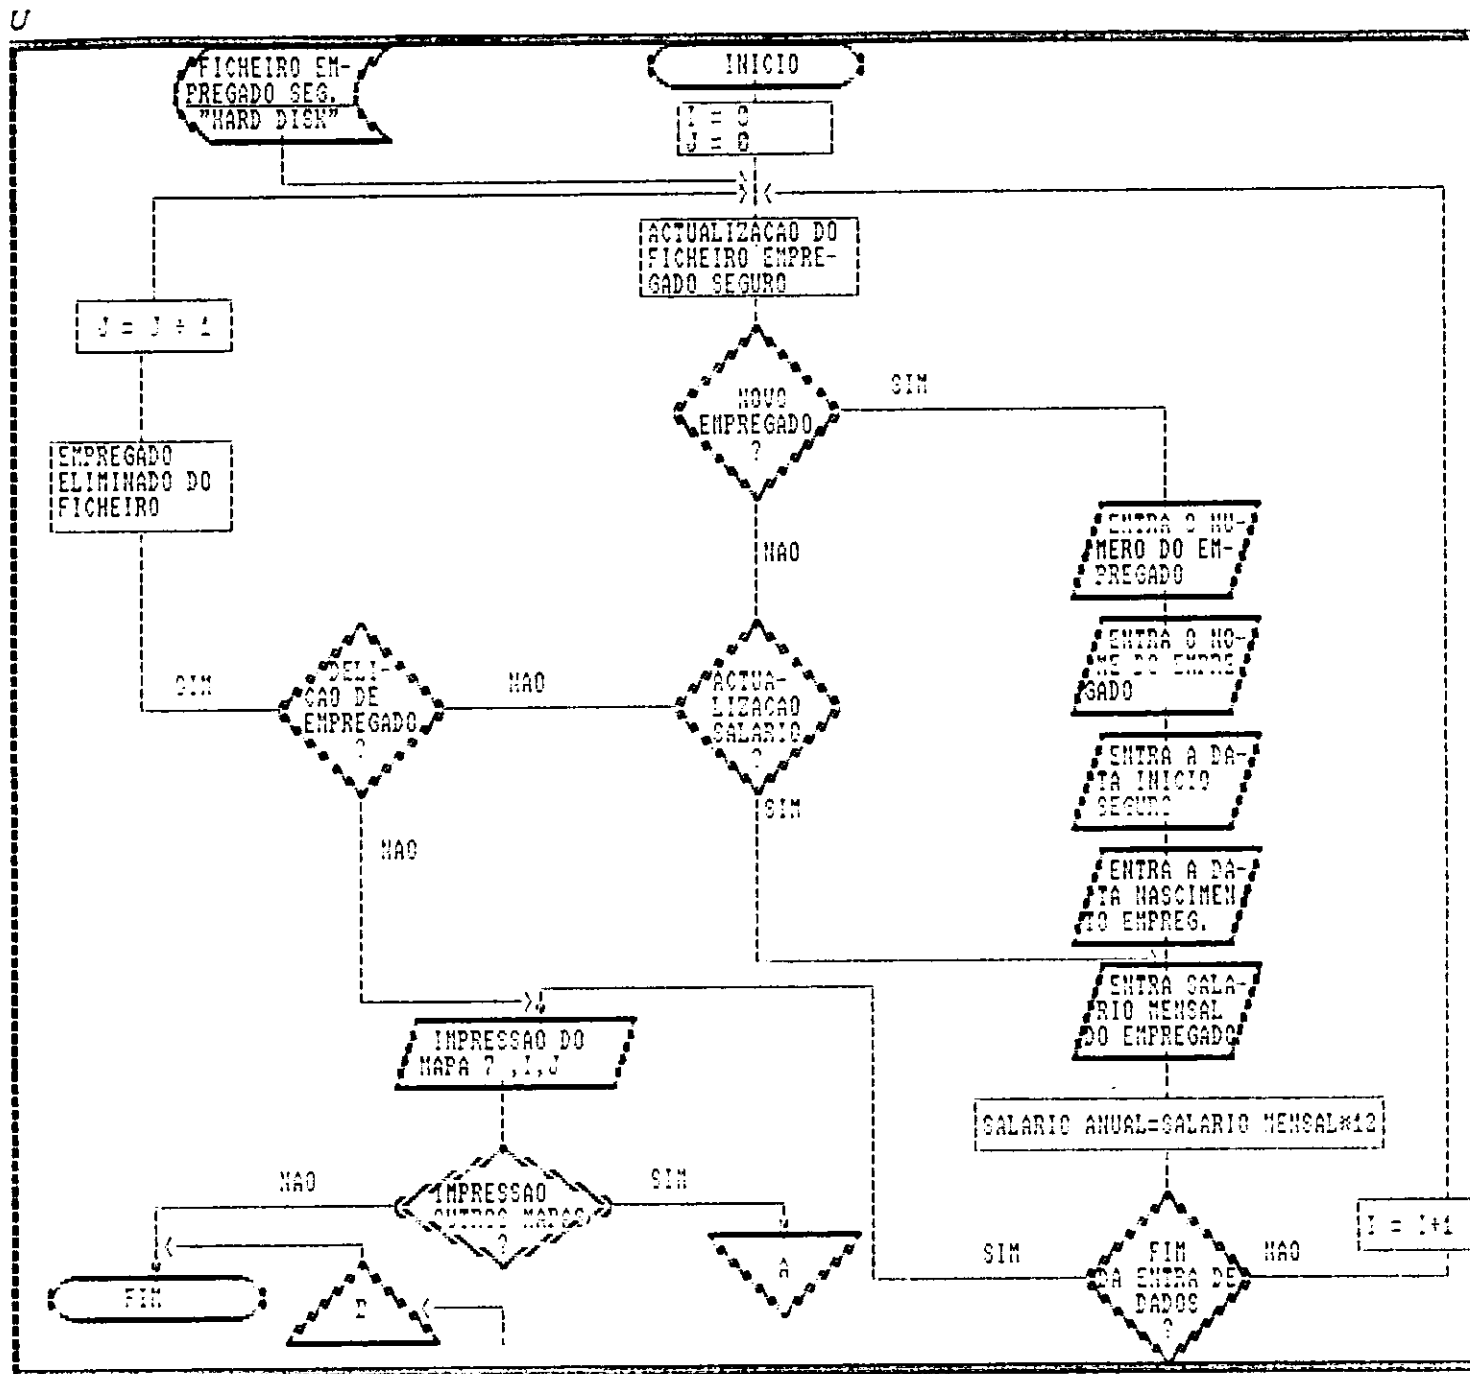 U
FICHEIRO EM-
PREGADO SEG.
"HARD DISK"
INICIO
I = 0
J = 0
ACTUALIZACAO DO
FICHEIRO EMPRE-
GADO SEGURO
J = J + 1
NOVO
EMPREGADO
?
SIM
EMPREGADO
ELIMINADO DO
FICHEIRO
NAO
ENTRA O NU-
MERO DO EM-
PREGADO
DELI-
CAO DE
EMPREGADO
?
SIM
NAO
ACTUA-
LIZACAO
SALARIO
?
ENTRA O NO-
ME DO EMPRE
GADO
SIM
NAO
ENTRA A DA-
TA INICIO
SEGURO
ENTRA A DA-
TA NASCIMEN
TO EMPREG.
ENTRA SALA-
RIO MENSAL
DO EMPREGADO
IMPRESSAO DO
MAPA 7 ,I,J
SALARIO ANUAL=SALARIO MENSAL*12
NAO
IMPRESSAO
OUTROS MAPAS
?
SIM
A
SIM
FIM
DA ENTRA DE
DADOS
?
NAO
I = I+1
FIM